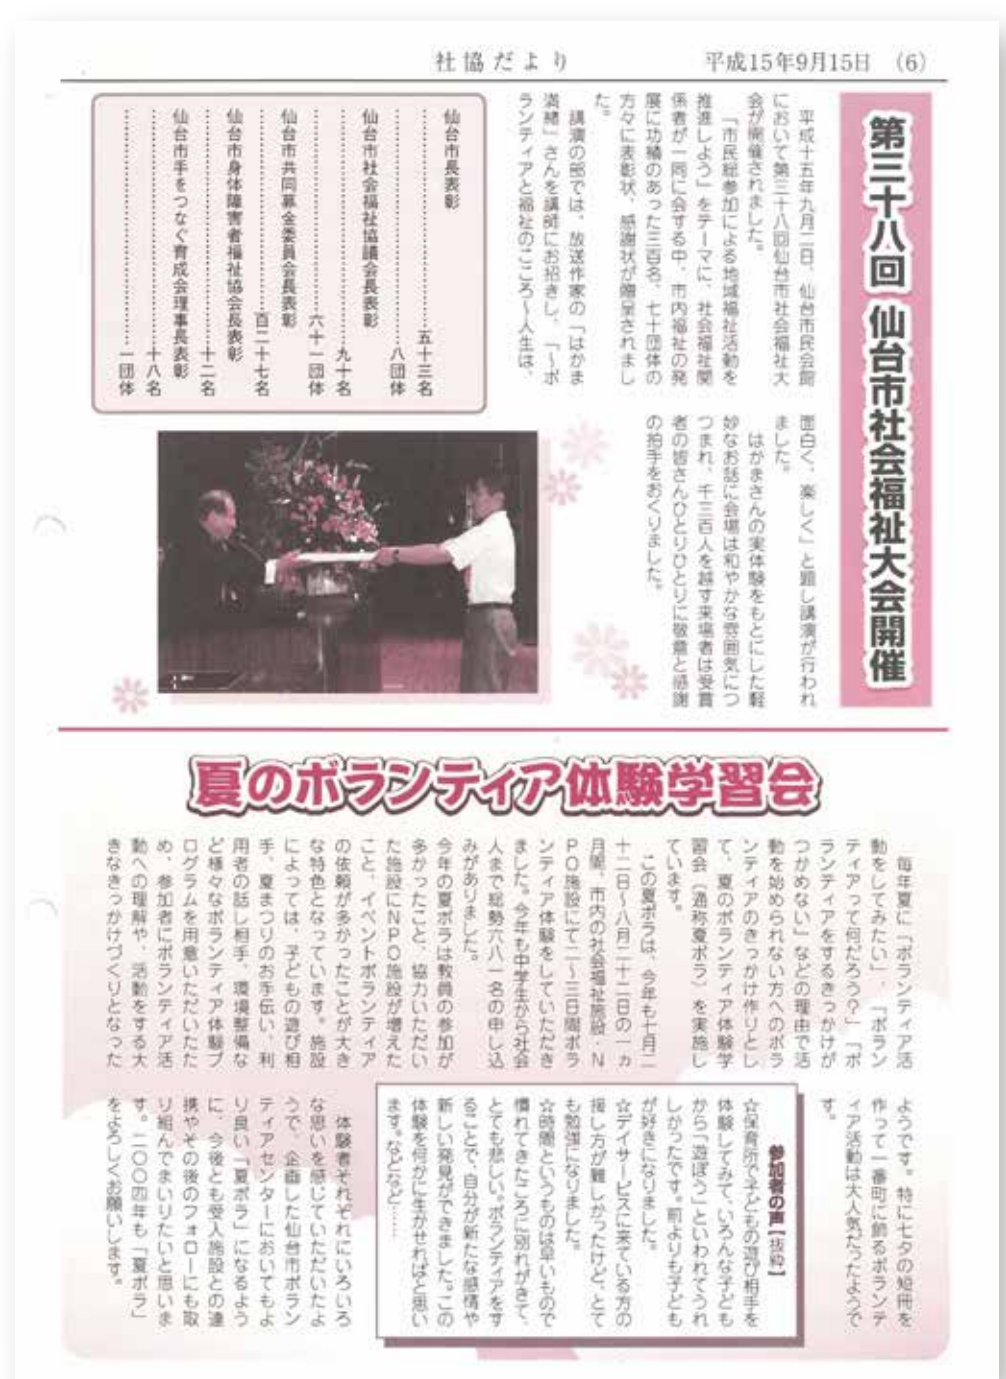 社協だより
平成15年9月15日 (6)
第三十八回 仙台市社会福祉大会開催
平成十五年九月二日、仙台市民会館
において第三十八回仙台市社会福祉大
会が開催されました。
「市民総参加による地域福祉活動を
推進しよう」をテーマに、社会福祉関
係者が一同に会する中、市内福祉の発
展に功績のあった三百名、七十団体の
方々に表彰状、感謝状が贈呈されまし
た。
講演の部では、放送作家の「はかま
満緒」さんを講師にお招きし、「〜ボ
ランティアと福祉のこころ〜人生は、
面白く、楽しく」と題し講演が行われ
ました。
はかまさんの実体験をもとにした軽
妙なお話に会場は和やかな雰囲気につ
つまれ、千三百人を越す来場者は受賞
者の皆さんひとりひとりに敬意と感謝
の拍手をおくりました。
仙台市長表彰
……………………五十三名
……………………八団体
仙台市社会福祉協議会長表彰
……………………九十名
……………………六十一団体
仙台市共同募金委員会長表彰
……………………百二十七名
仙台市身体障害者福祉協会長表彰
……………………十二名
仙台市手をつなぐ育成会理事長表彰
……………………十八名
……………………一団体
夏のボランティア体験学習会
毎年夏に「ボランティア活
動をしてみたい」、「ボラン
ティアって何だろう?」「ボ
ランティアをするきっかけが
つかめない」などの理由で活
動を始められない方へのボラ
ンティアのきっかけ作りとし
て、夏のボランティア体験学
習会(通称夏ボラ)を実施し
ています。
この夏ボラは、今年も七月二
十二日〜八月二十二日の一ヵ
月間、市内の社会福祉施設・N
PO施設にて二〜三日間ボラ
ンティア体験をしていただき
ました。今年も中学生から社会
人まで総勢六八一名の申し込
みがありました。
今年の夏ボラは教員の参加が
多かったこと、協力いただい
た施設にNPO施設が増えた
こと、イベントボランティア
の依頼が多かったことが大き
な特色となっています。施設
によっては、子どもの遊び相
手、夏まつりのお手伝い、利
用者の話し相手、環境整備な
ど様々なボランティア体験プ
ログラムを用意いただいたた
め、参加者にボランティア活
動への理解や、活動をする大
きなきっかけづくりとなった
ようです。特に七夕の短冊を
作って一番町に飾るボランテ
ィア活動は大人気だったようで
す。
参加者の声【抜粋】
☆保育所で子どもの遊び相手を
体験してみて、いろんな子ども
から「遊ぼう」といわれてうれ
しかったです。前よりも子ども
が好きになりました。
☆デイサービスに来ている方の
接し方が難しかったけど、とて
も勉強になりました。
☆時間というものは早いもので
慣れてきたころに別れがきて、
とても悲しい。ボランティアをす
ることで、自分が新たな感情や
新しい発見ができました。この
体験を何かに生かせればと思い
ます。などなど……
体験者それぞれにいろいろ
な思いを感じていただいたよ
うで、企画した仙台市ボラン
ティアセンターにおいてもよ
り良い「夏ボラ」になるよう
に、今後とも受入施設との連
携やその後のフォローにも取
り組んでまいりたいと思いま
す。二〇〇四年も「夏ボラ」
をよろしくお願いします。